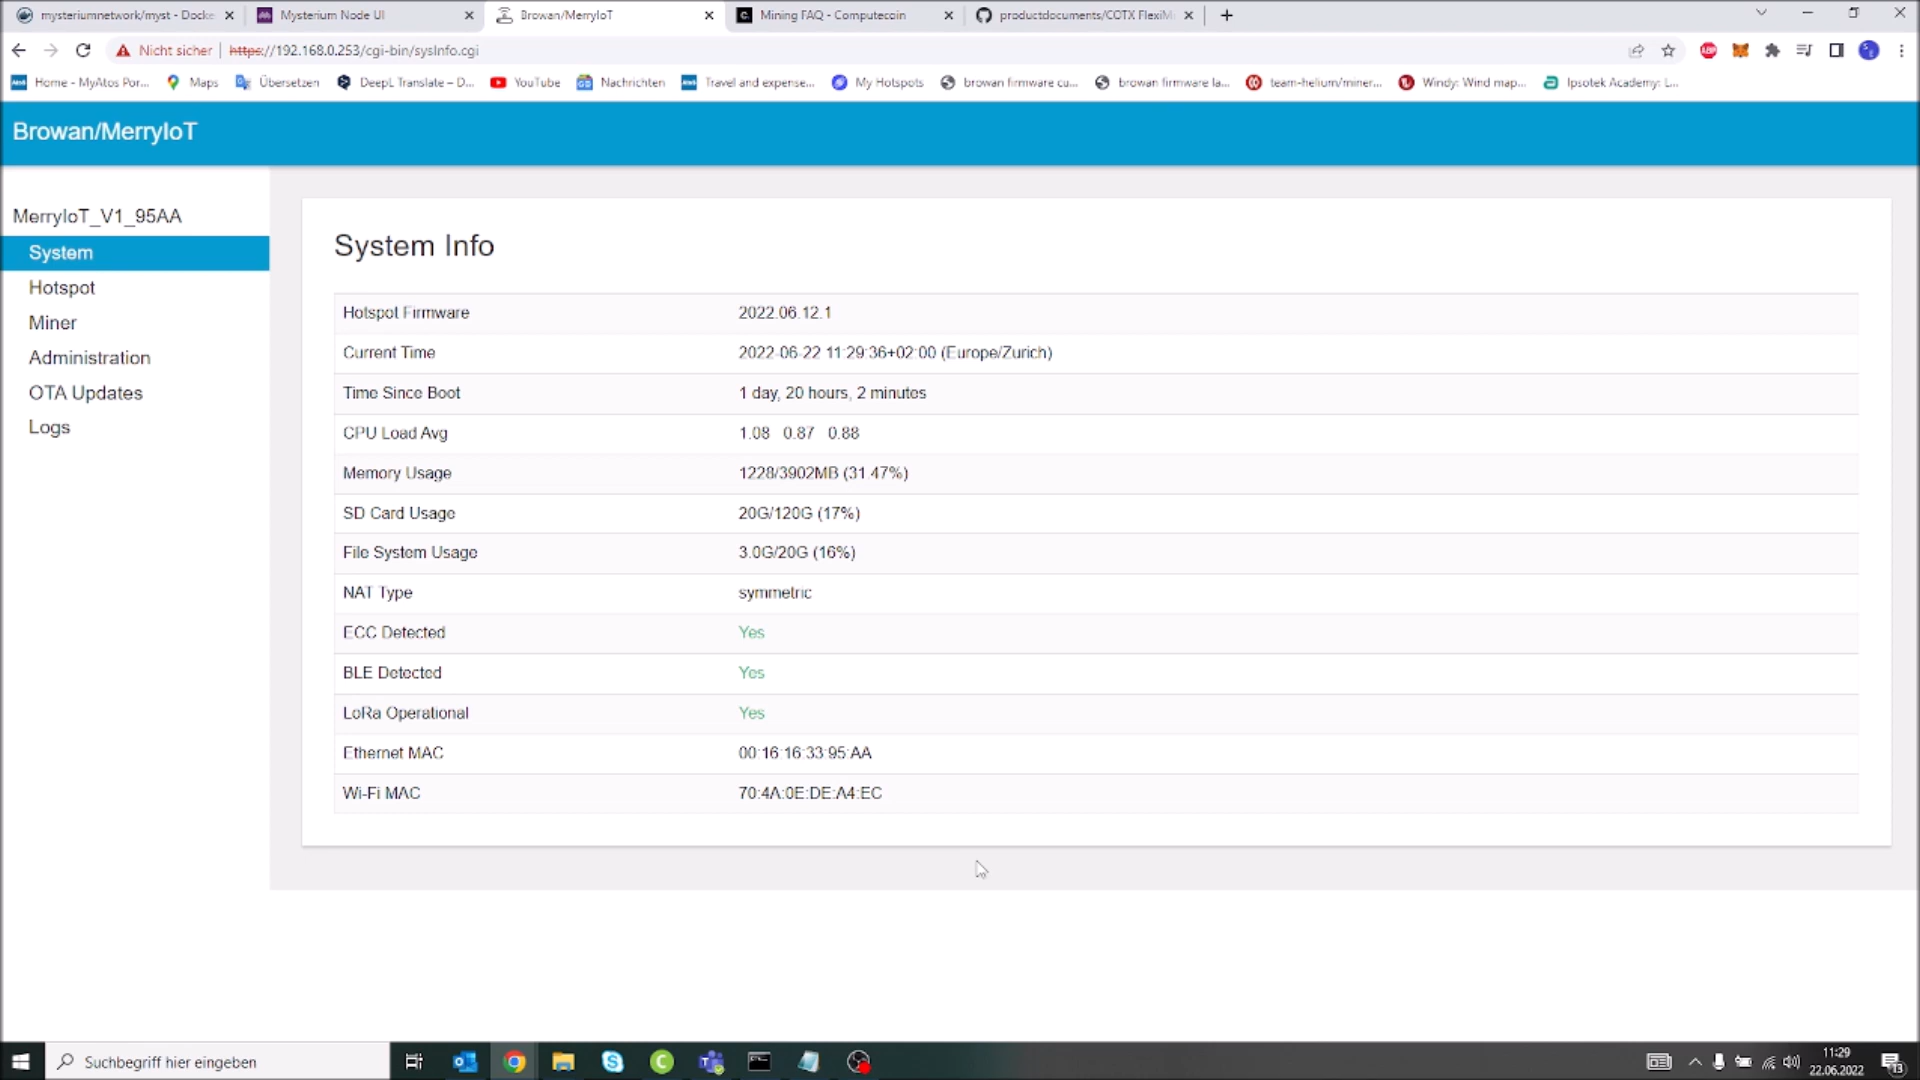 mysteriumnetwork/myst - Docke
Mysterium Node UI
Browan/MerryIoT
Mining FAQ - Computecoin
productdocuments/COTX FlexiM
Nicht sicher
https://192.168.0.253/cgi-bin/sysInfo.cgi
Home - MyAtos Por...
Maps
Übersetzen
DeepL Translate – D...
YouTube
Nachrichten
Travel and expense...
My Hotspots
browan firmware cu...
browan firmware la...
team-helium/miner...
Windy: Wind map...
Ipsotek Academy: L...
Browan/MerryIoT
MerryIoT_V1_95AA
System
Hotspot
Miner
Administration
OTA Updates
Logs
System Info
Hotspot Firmware 2022.06.12.1
Current Time 2022-06-22 11:29:36+02:00 (Europe/Zurich)
Time Since Boot 1 day, 20 hours, 2 minutes
CPU Load Avg 1.08 0.87 0.88
Memory Usage 1228/3902MB (31.47%)
SD Card Usage 20G/120G (17%)
File System Usage 3.0G/20G (16%)
NAT Type symmetric
ECC Detected Yes
BLE Detected Yes
LoRa Operational Yes
Ethernet MAC 00:16:16:33:95:AA
Wi-Fi MAC 70:4A:0E:DE:A4:EC
Suchbegriff hier eingeben
11:29
22.06.2022
13